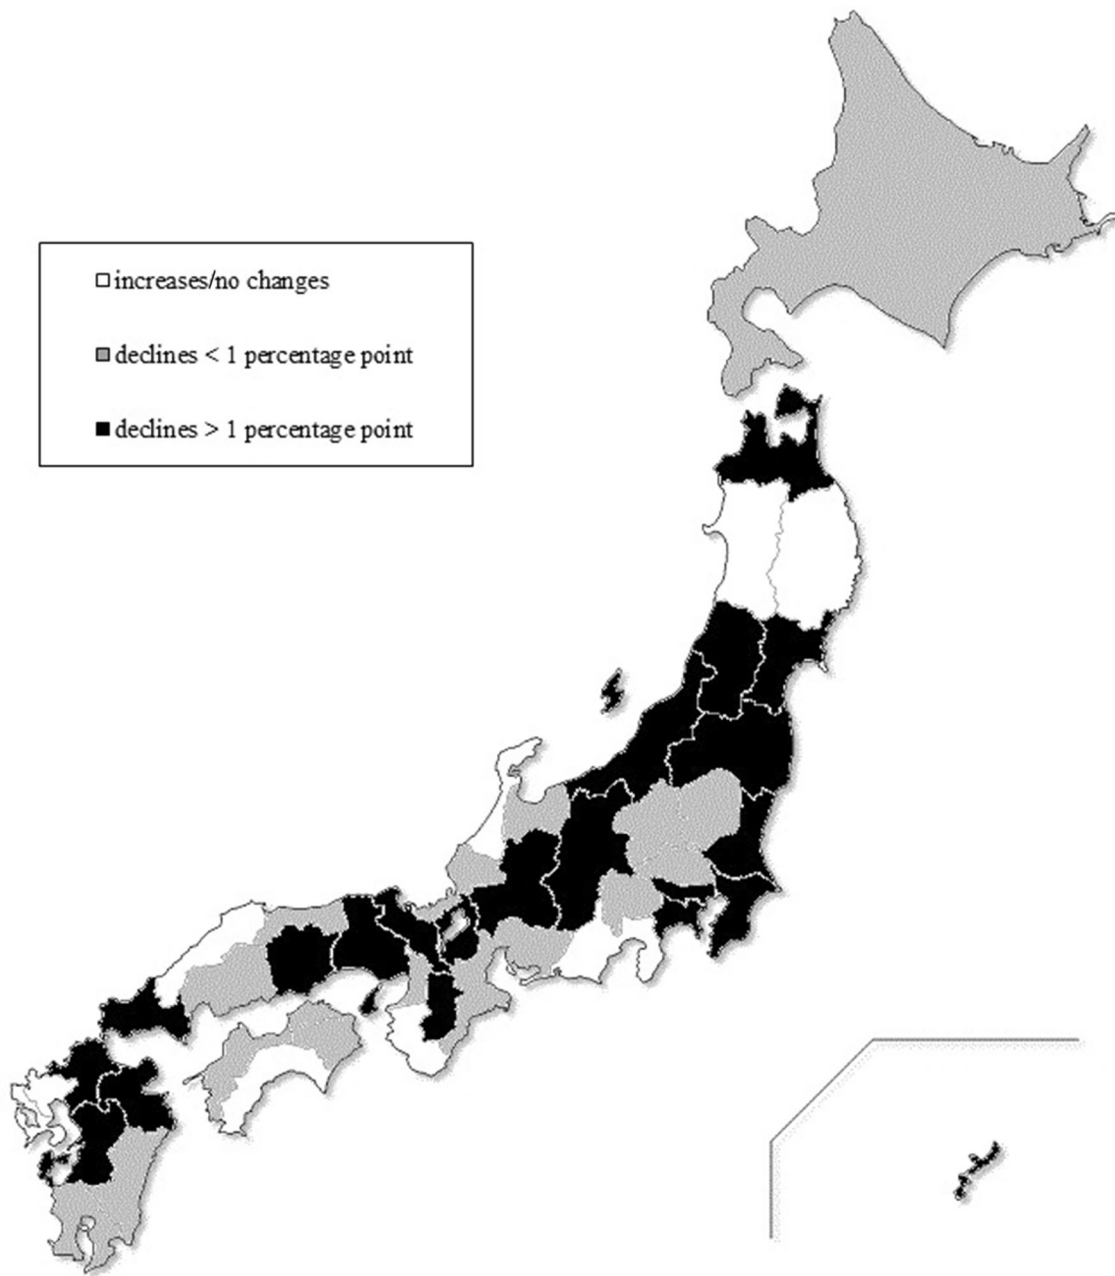 increases/no changes
declines < 1 percentage point
declines > 1 percentage point